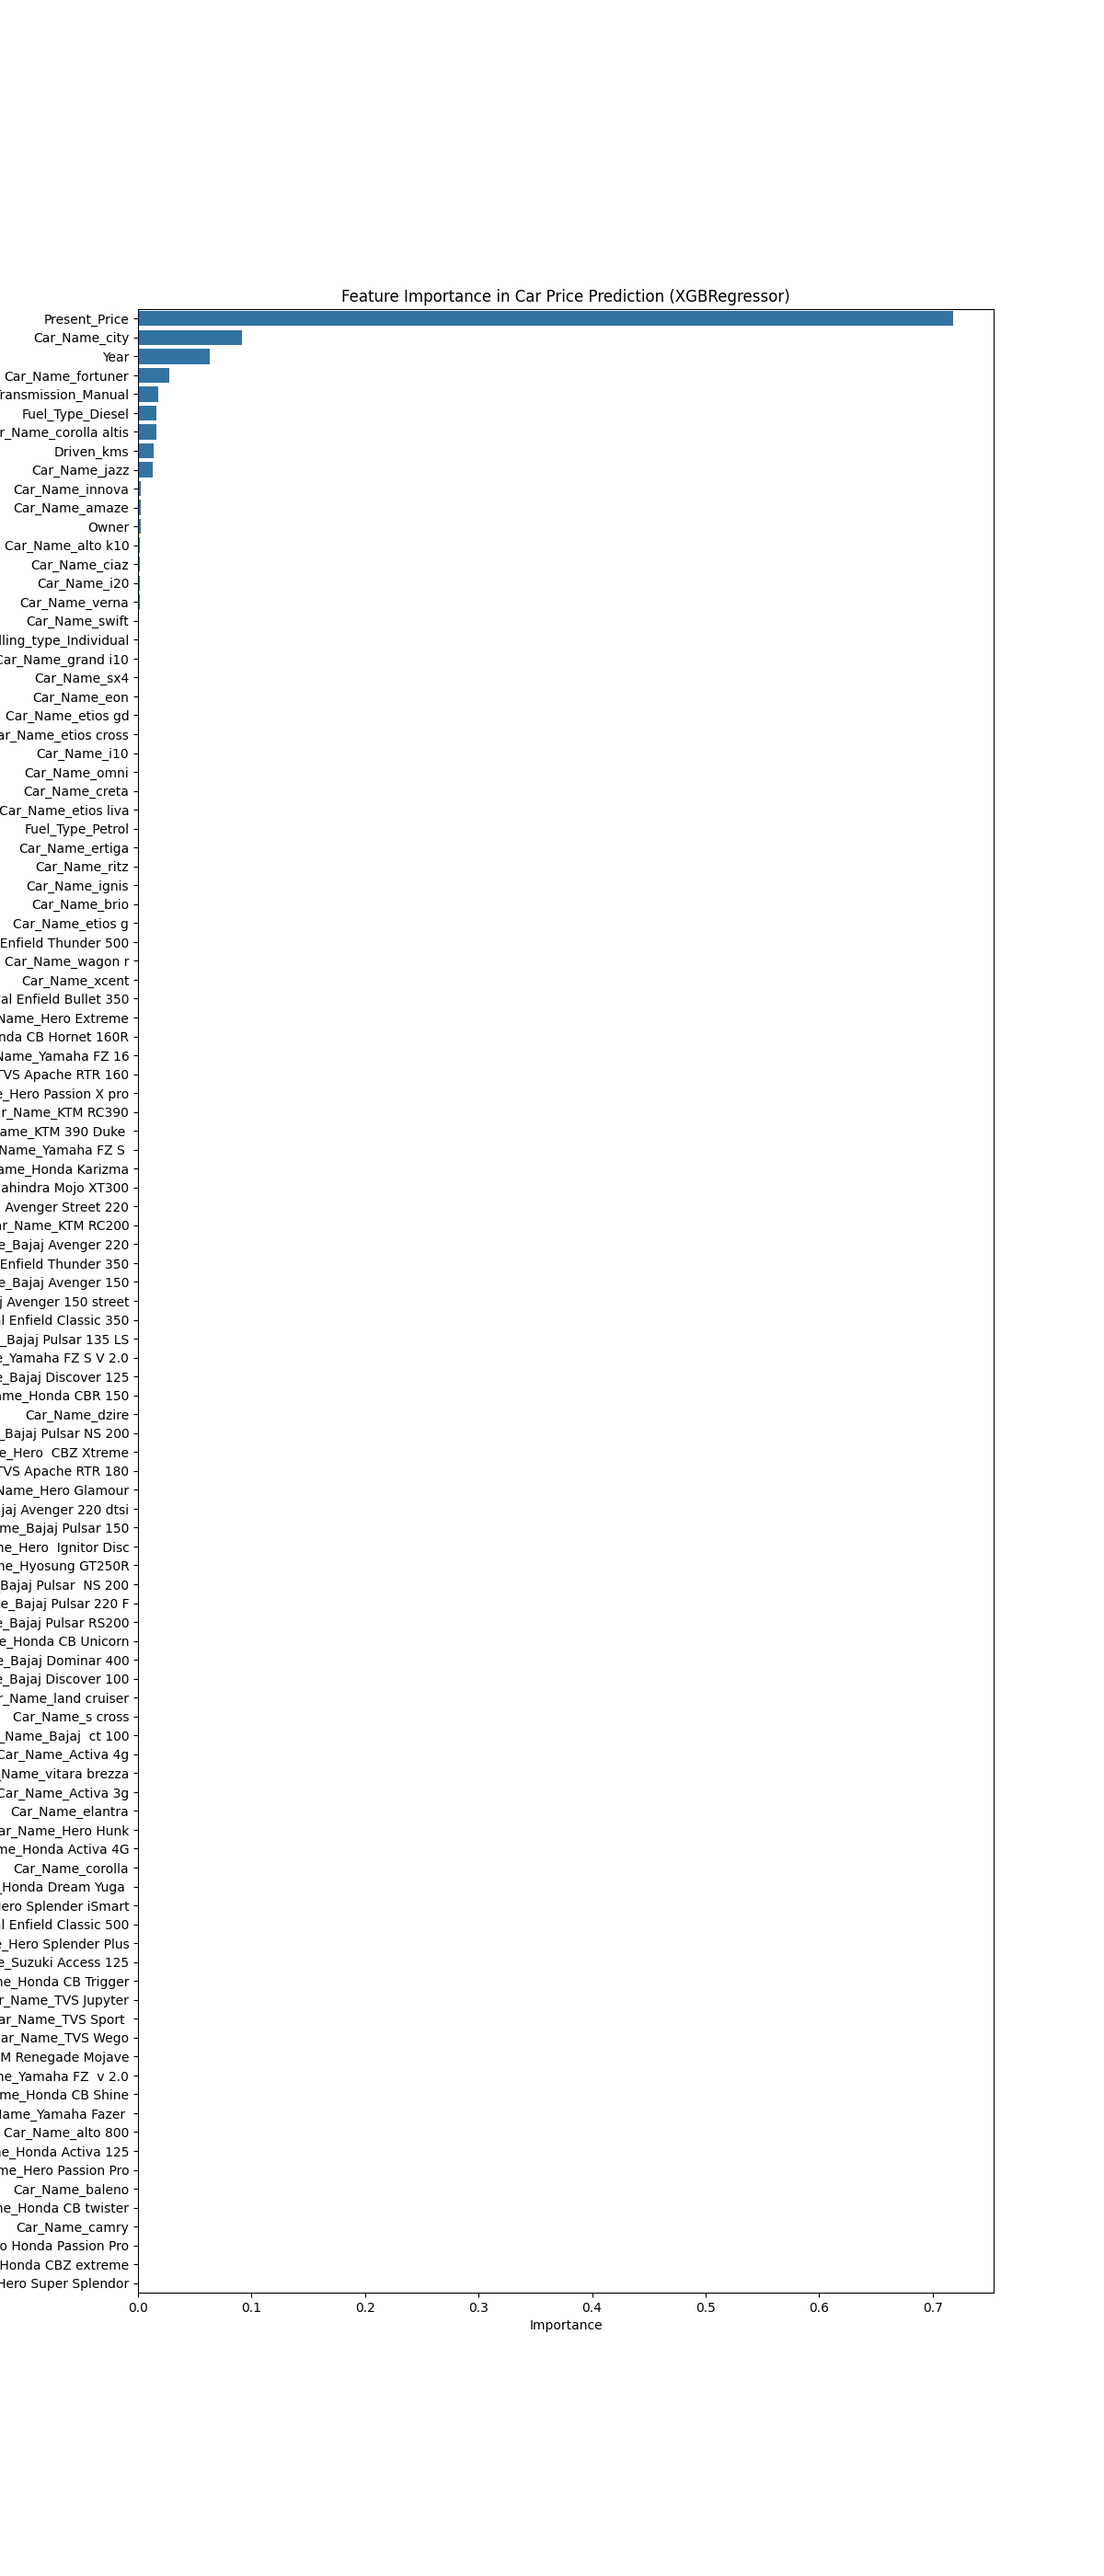 Feature Importance in Car Price Prediction (XGBRegressor)
Present_Price
Car_Name_city
Year
Car_Name_fortuner
ransmission_Manual
Fuel_Type_Diesel
r_Name_corolla altis
Driven_kms
Car_Name_jazz
Car_Name_innova
Car_Name_amaze
Owner
Car_Name_alto k10
Car_Name_ciaz
Car_Name_i20
Car_Name_verna
Car_Name_swift
lling_type_Individual
Car_Name_grand i10
Car_Name_sx4
Car_Name_eon
Car_Name_etios gd
ar_Name_etios cross
Car_Name_i10
Car_Name_omni
Car_Name_creta
Car_Name_etios liva
Fuel_Type_Petrol
Car_Name_ertiga
Car_Name_ritz
Car_Name_ignis
Car_Name_brio
Car_Name_etios g
Enfield Thunder 500
Car_Name_wagon r
Car_Name_xcent
al Enfield Bullet 350
Name_Hero Extreme
nda CB Hornet 160R
Name_Yamaha FZ 16
TVS Apache RTR 160
e_Hero Passion X pro
r_Name_KTM RC390
ame_KTM 390 Duke
Name_Yamaha FZ S
ame_Honda Karizma
ahindra Mojo XT300
Avenger Street 220
ar_Name_KTM RC200
e_Bajaj Avenger 220
Enfield Thunder 350
e_Bajaj Avenger 150
j Avenger 150 street
l Enfield Classic 350
_Bajaj Pulsar 135 LS
e_Yamaha FZ S V 2.0
e_Bajaj Discover 125
ame_Honda CBR 150
Car_Name_dzire
_Bajaj Pulsar NS 200
e_Hero  CBZ Xtreme
TVS Apache RTR 180
Name_Hero Glamour
jaj Avenger 220 dtsi
me_Bajaj Pulsar 150
ne_Hero  Ignitor Disc
ne_Hyosung GT250R
Bajaj Pulsar  NS 200
e_Bajaj Pulsar 220 F
e_Bajaj Pulsar RS200
e_Honda CB Unicorn
e_Bajaj Dominar 400
e_Bajaj Discover 100
r_Name_land cruiser
Car_Name_s cross
_Name_Bajaj  ct 100
Car_Name_Activa 4g
_Name_vitara brezza
Car_Name_Activa 3g
Car_Name_elantra
ar_Name_Hero Hunk
me_Honda Activa 4G
Car_Name_corolla
_Honda Dream Yuga
Hero Splender iSmart
l Enfield Classic 500
e_Hero Splender Plus
e_Suzuki Access 125
ne_Honda CB Trigger
r_Name_TVS Jupyter
ar_Name_TVS Sport
ar_Name_TVS Wego
M Renegade Mojave
ne_Yamaha FZ  v 2.0
me_Honda CB Shine
Name_Yamaha Fazer
Car_Name_alto 800
e_Honda Activa 125
me_Hero Passion Pro
Car_Name_baleno
ne_Honda CB twister
Car_Name_camry
o Honda Passion Pro
Honda CBZ extreme
Hero Super Splendor
0.0 0.1 0.2 0.3 0.4 0.5 0.6 0.7
Importance